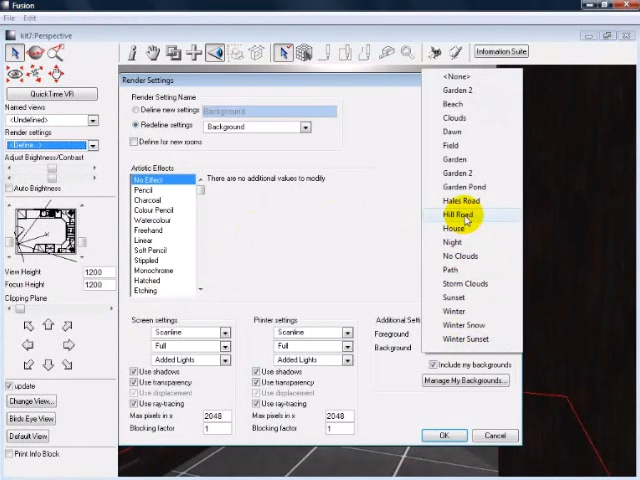 Fusion
File Edit
kit7:Perspective
Information Suite
QuickTime VR
Named views
<Undefined>
Render settings
<Define...>
Adjust Brightness/Contrast
Auto Brightness
View Height 1200
Focus Height 1200
Clipping Plane
update
Change View...
Birds Eye View
Default View
Print Info Block
Render Settings
Render Setting Name
Define new settings Background
Redefine settings Background
Define for new rooms
Artistic Effects
There are no additional values to modify
No Effect
Pencil
Charcoal
Colour Pencil
Watercolour
Freehand
Linear
Soft Pencil
Stippled
Monochrome
Hatched
Etching
Screen settings
Scanline
Full
Added Lights
Use shadows
Use transparency
Use displacement
Use ray-tracing
Max pixels in x 2048
Blocking factor 1
Printer settings
Scanline
Full
Added Lights
Use shadows
Use transparency
Use displacement
Use ray-tracing
Max pixels in x 2048
Blocking factor 1
Additional Setti
Foreground
Background
Include my backgrounds
Manage My Backgrounds...
OK Cancel
<None>
Garden 2
Beach
Clouds
Dawn
Field
Garden
Garden 2
Garden Pond
Hales Road
Hill Road
House
Night
No Clouds
Path
Storm Clouds
Sunset
Winter
Winter Snow
Winter Sunset